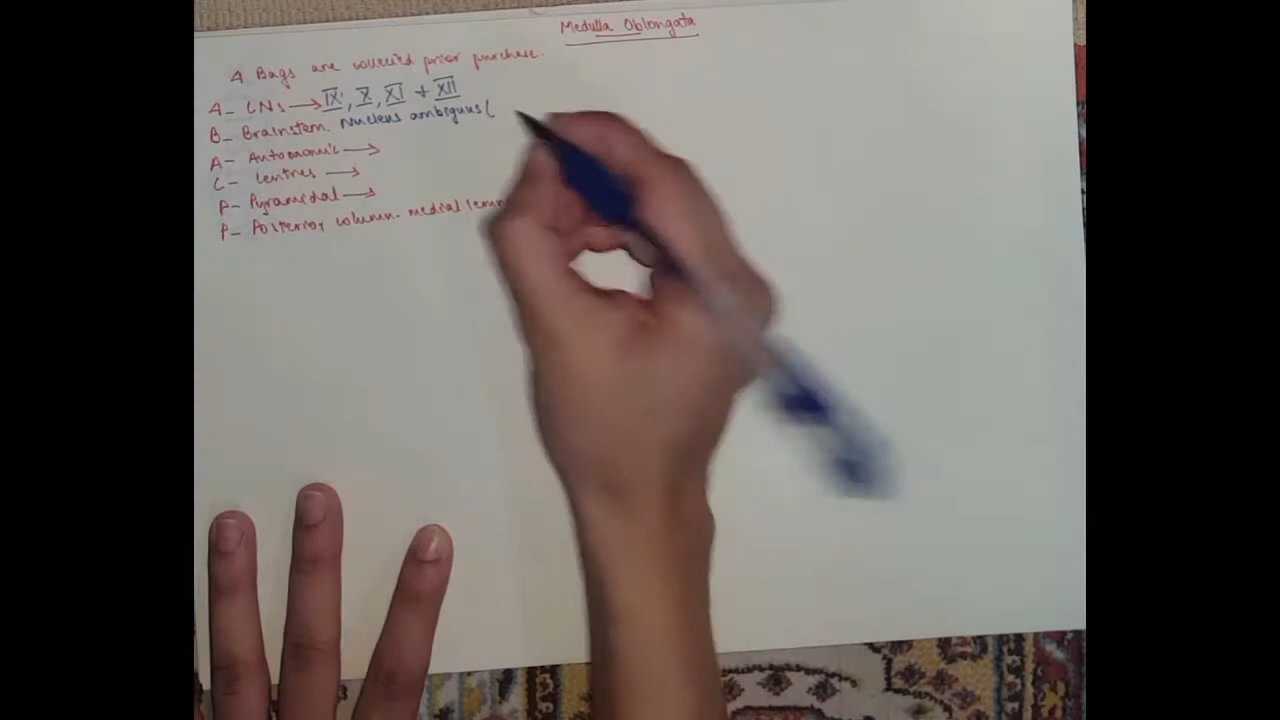 Medulla Oblongata
4 Bags are collected prior purchase.
4- CNs → IX, X, XI + XII
B- Brainstem. Nucleus ambiguus (
A- Autonomic →
C- Centres →
P- Pyramidal →
P- Posterior column- medial lemn